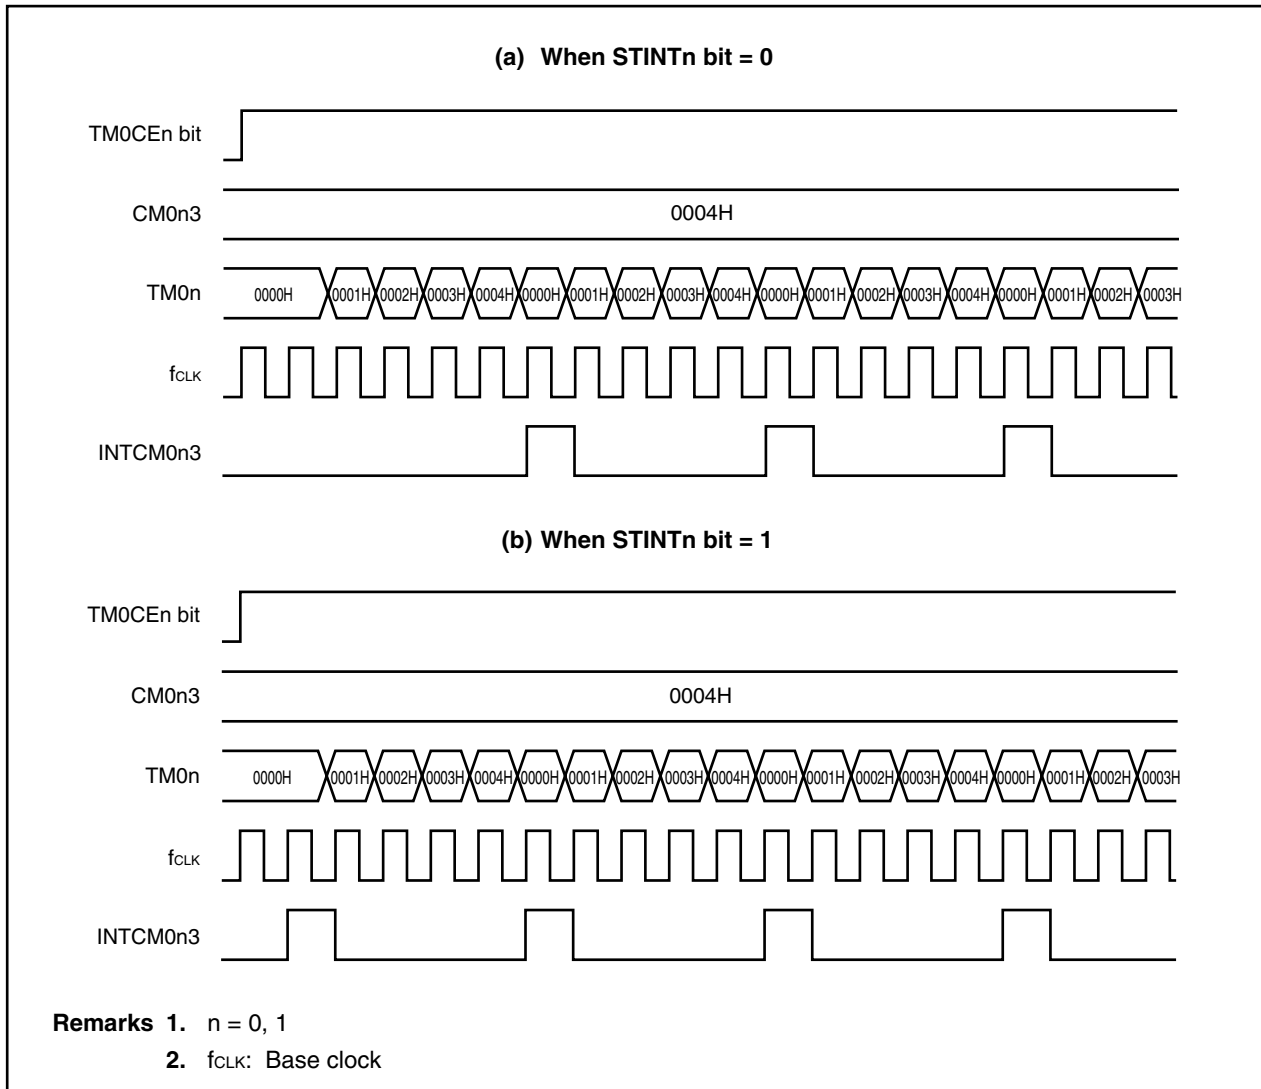 (a) When STINTn bit = 0
TM0CEn bit
CM0n3
0004H
TM0n
0000H 0001H 0002H 0003H 0004H 0000H 0001H 0002H 0003H 0004H 0000H 0001H 0002H 0003H 0004H 0000H 0001H 0002H 0003H
fCLK
INTCM0n3
(b) When STINTn bit = 1
TM0CEn bit
CM0n3
0004H
TM0n
0000H 0001H 0002H 0003H 0004H 0000H 0001H 0002H 0003H 0004H 0000H 0001H 0002H 0003H 0004H 0000H 0001H 0002H 0003H
fCLK
INTCM0n3
Remarks 1. n = 0, 1
2. fCLK: Base clock